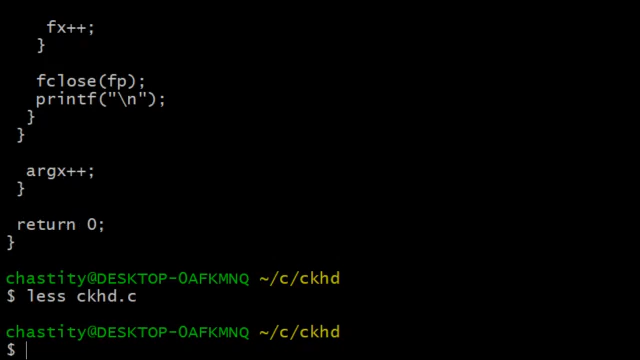 fx++;
}
fclose(fp);
printf("\n");
}
}
argx++;
}
return 0;
}
chastity@DESKTOP-0AFKMNQ ~/c/ckhd
$ less ckhd.c
chastity@DESKTOP-0AFKMNQ ~/c/ckhd
$